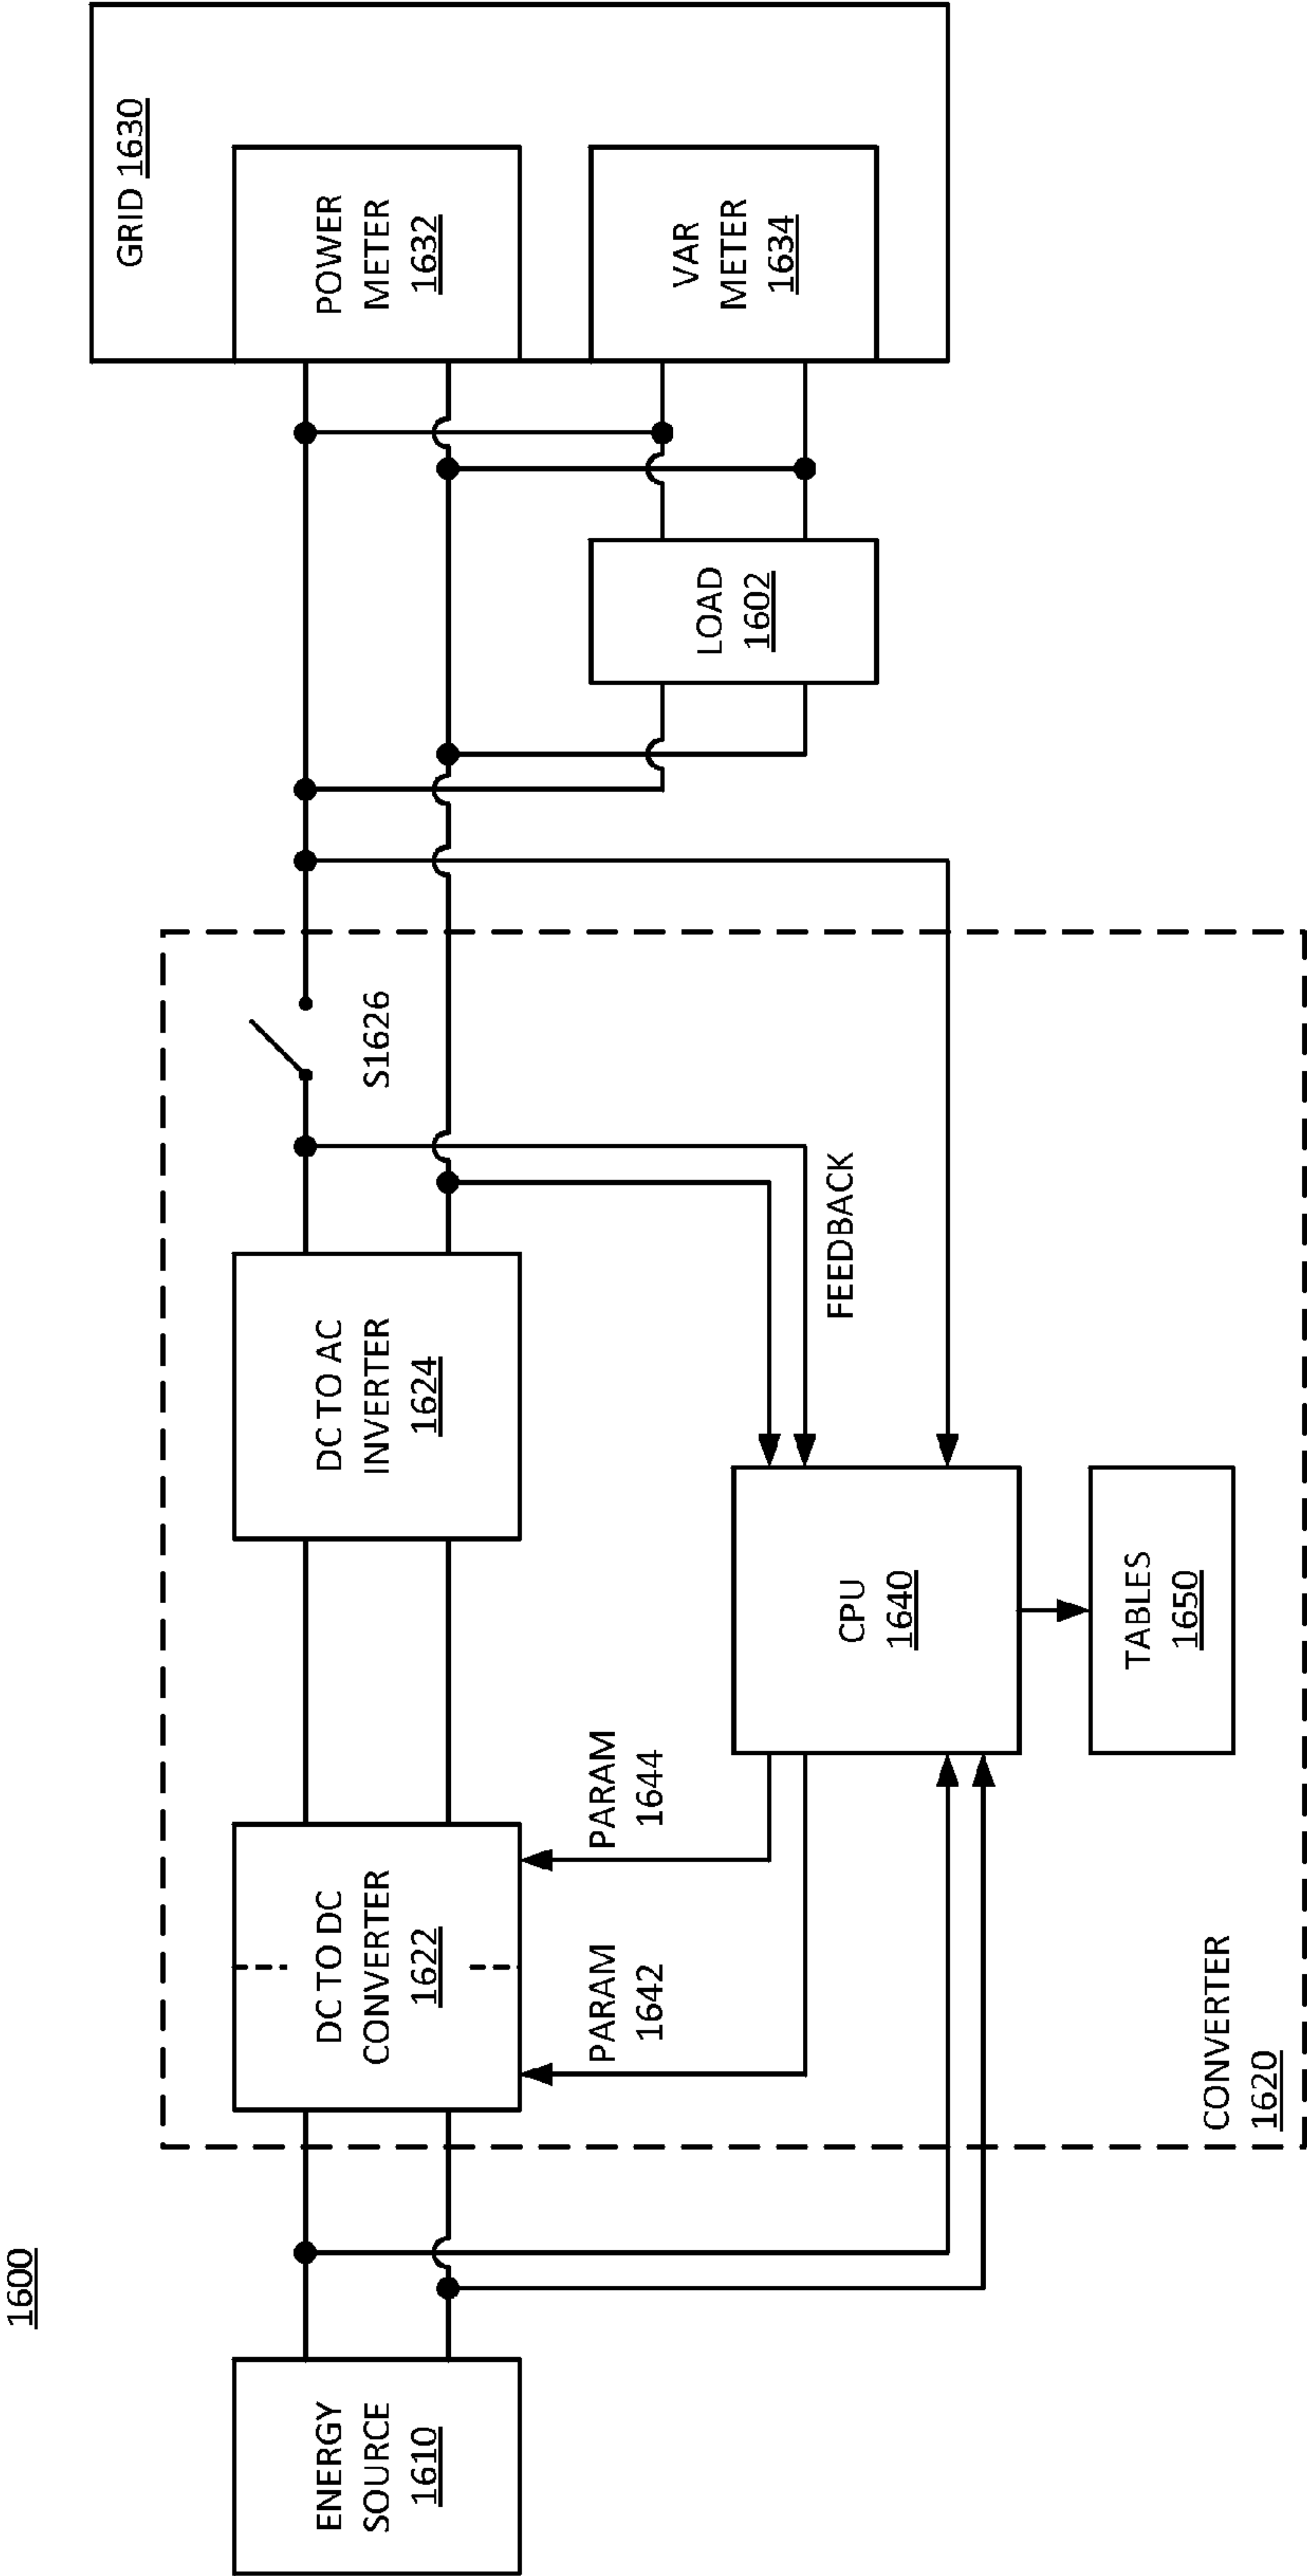 1600
ENERGY
SOURCE
1610
CONVERTER
1620
DC TO DC
CONVERTER
1622
PARAM
1642
PARAM
1644
DC TO AC
INVERTER
1624
CPU
1640
TABLES
1650
FEEDBACK
S1626
LOAD
1602
GRID 1630
POWER
METER
1632
VAR
METER
1634